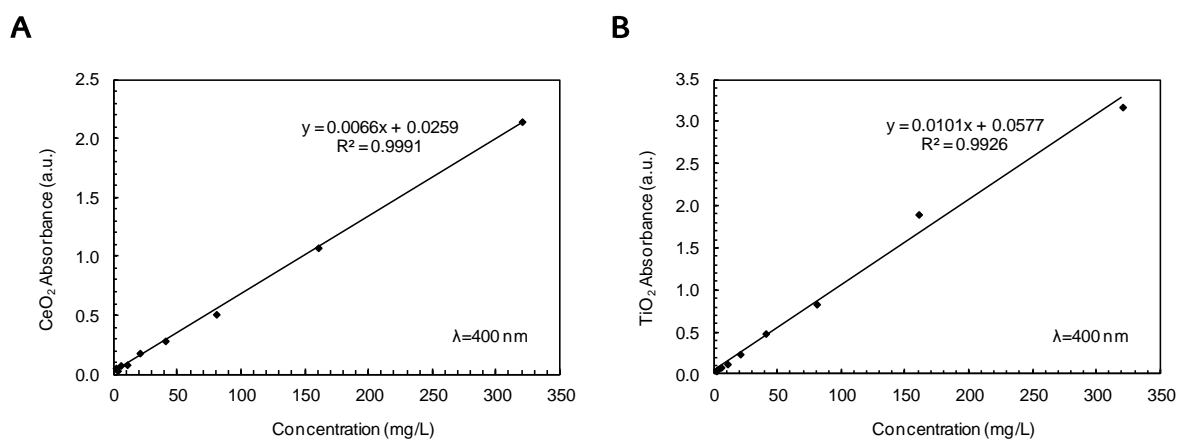 A
B
2.5
2.0
1.5
1.0
0.5
0.0
CeO₂ Absorbance (a.u.)
y = 0.0066x + 0.0259
R² = 0.9991
λ=400 nm
0 50 100 150 200 250 300 350
Concentration (mg/L)
3.5
3.0
2.5
2.0
1.5
1.0
0.5
0.0
TiO₂ Absorbance (a.u.)
y = 0.0101x + 0.0577
R² = 0.9926
λ=400 nm
0 50 100 150 200 250 300 350
Concentration (mg/L)